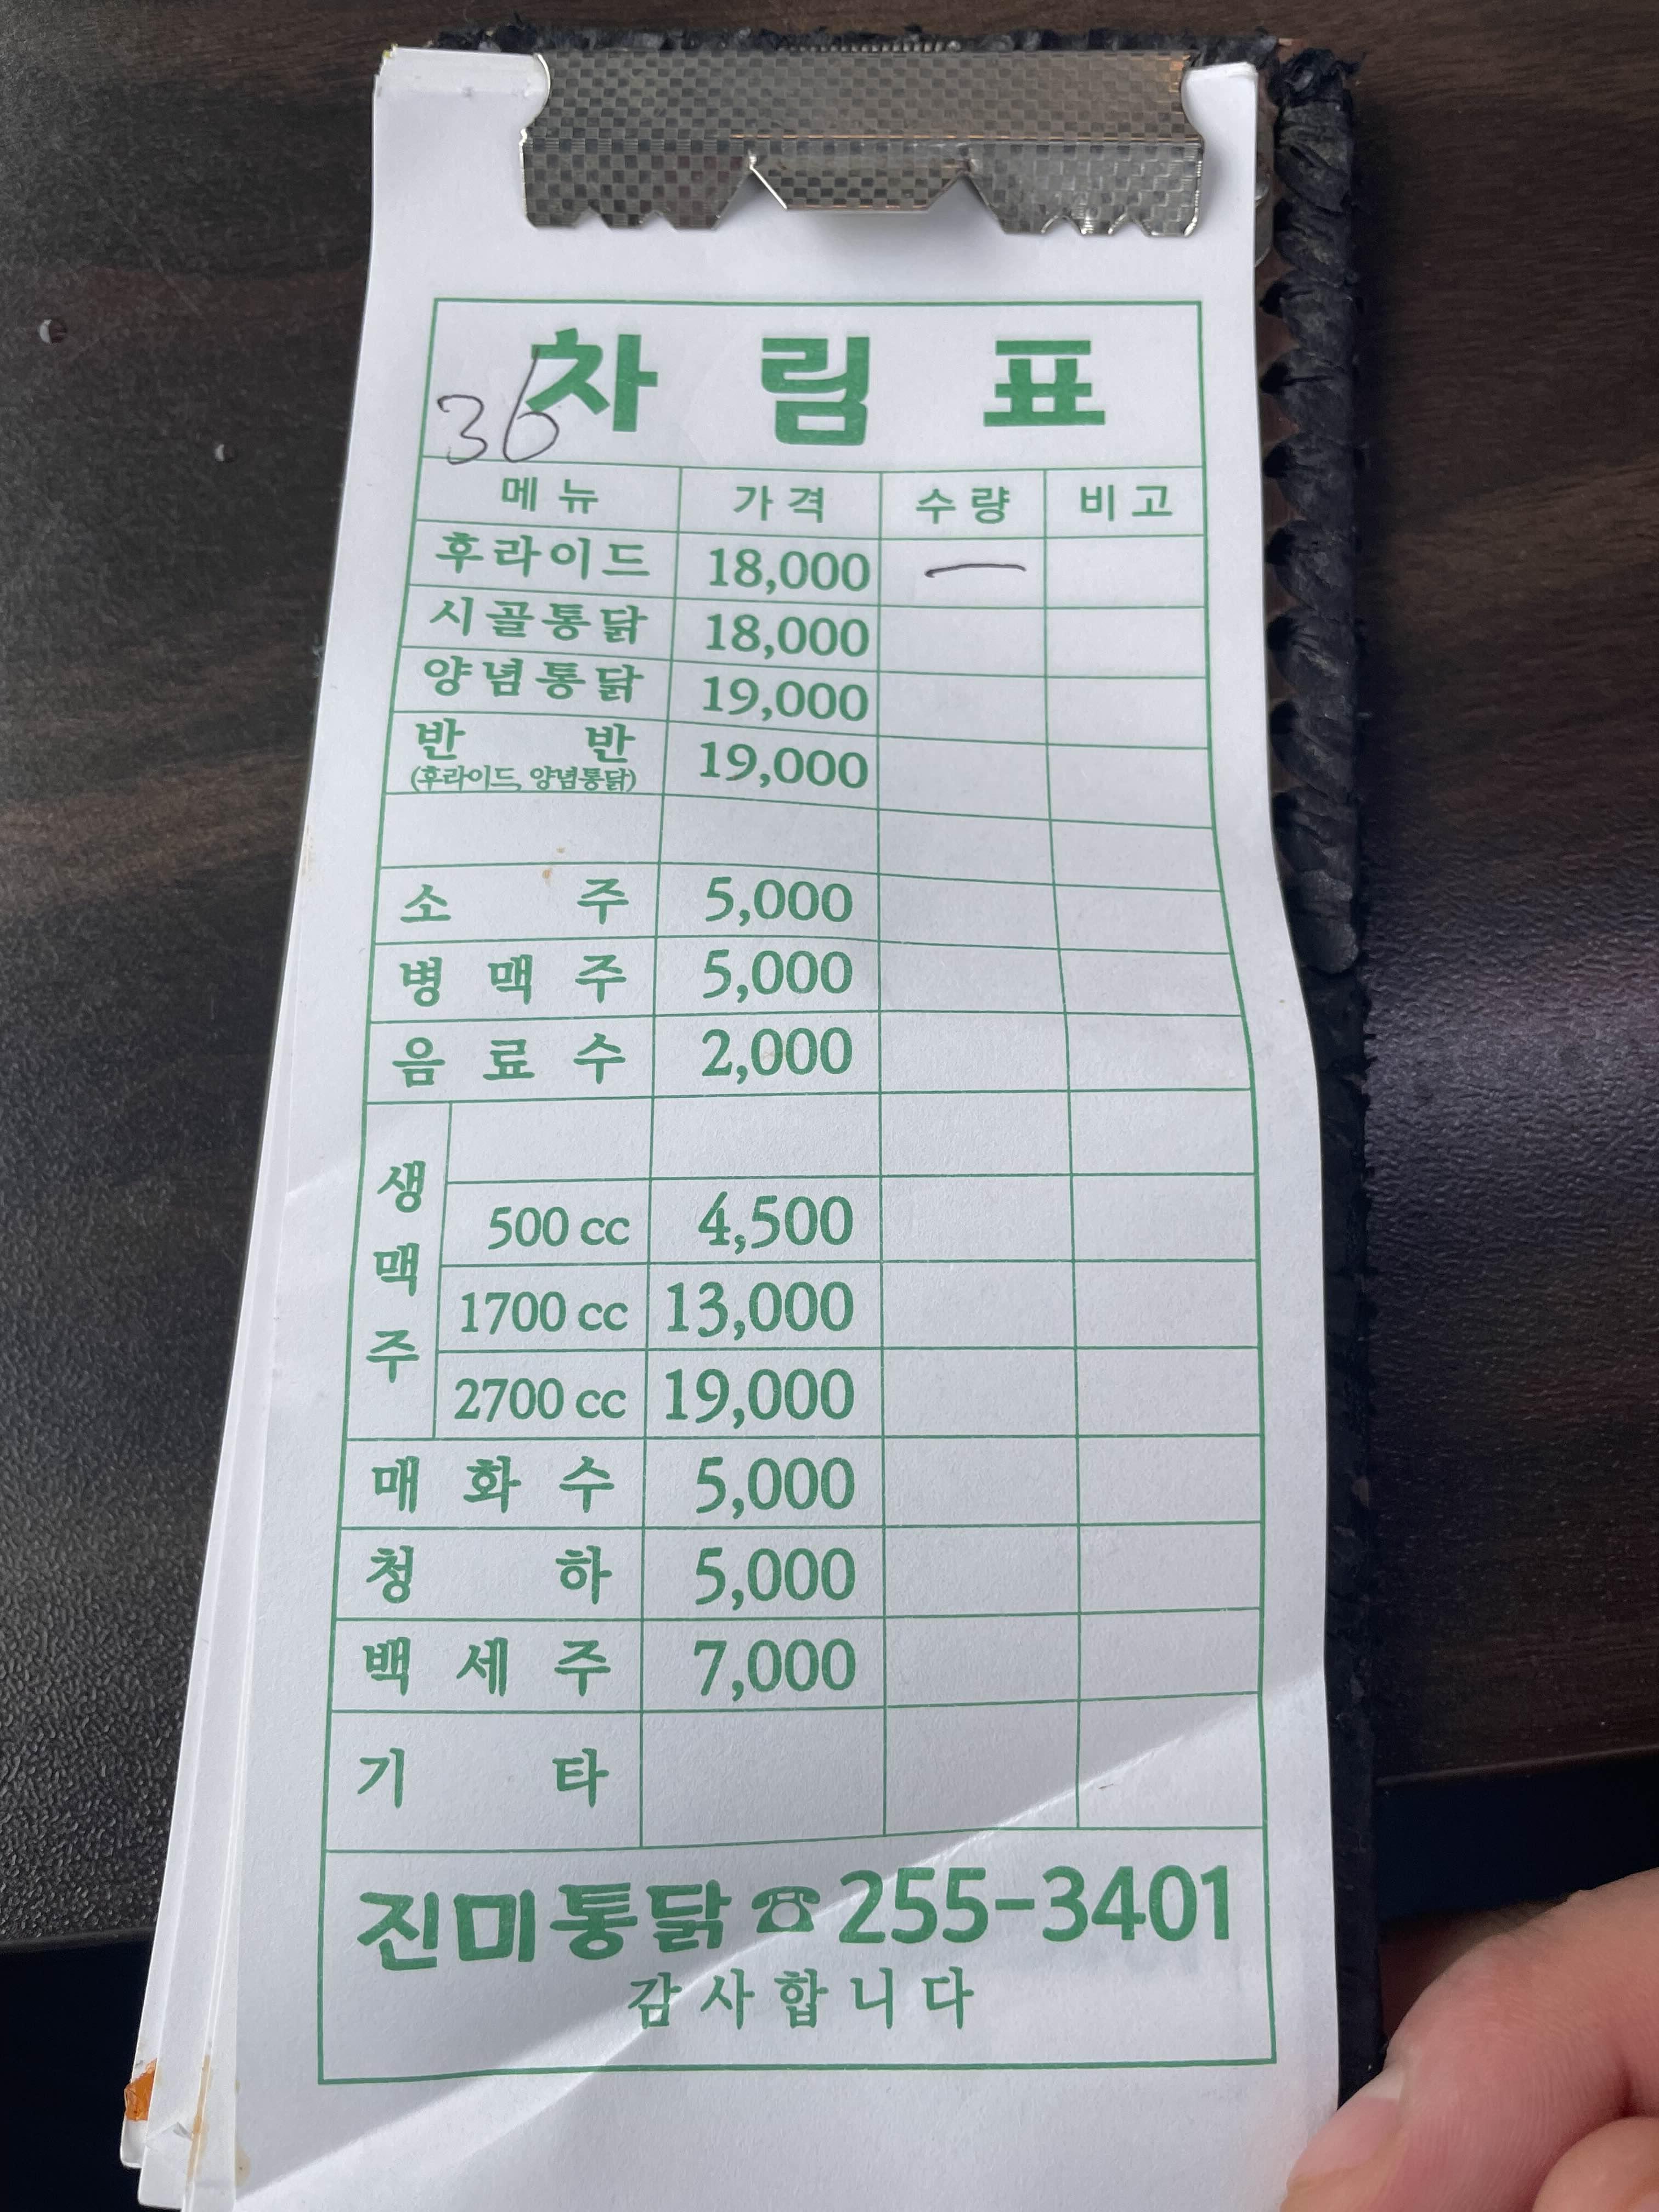 차림표
36
메뉴 가격 수량 비고
후라이드 18,000 一
시골통닭 18,000
양념통닭 19,000
반반 19,000
(후라이드, 양념통닭)
소주 5,000
병맥주 5,000
음료수 2,000
생맥주
500 cc 4,500
1700 cc 13,000
2700 cc 19,000
매화수 5,000
청하 5,000
백세주 7,000
기타
진미통닭 ☎ 255-3401
감사합니다